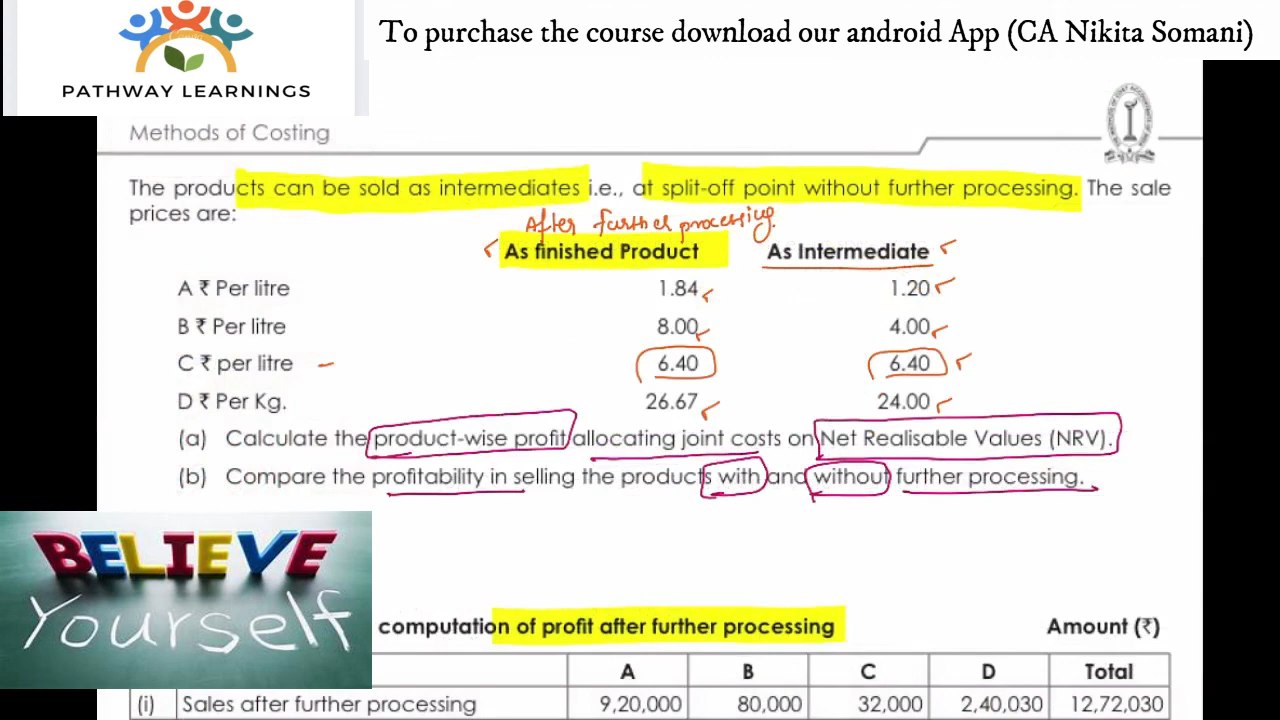 To purchase the course download our android App (CA Nikita Somani)
PATHWAY LEARNINGS
Methods of Costing
The products can be sold as intermediates i.e., at split-off point without further processing. The sale
prices are:
After further processing.
As finished Product As Intermediate
A ₹ Per litre 1.84 1.20
B ₹ Per litre 8.00 4.00
C ₹ per litre 6.40 6.40
D ₹ Per Kg. 26.67 24.00
(a) Calculate the product-wise profit allocating joint costs on Net Realisable Values (NRV).
(b) Compare the profitability in selling the products with and without further processing.
BELIEVE
Yourself
computation of profit after further processing Amount (₹)
A B C D Total
(i) Sales after further processing 9,20,000 80,000 32,000 2,40,030 12,72,030